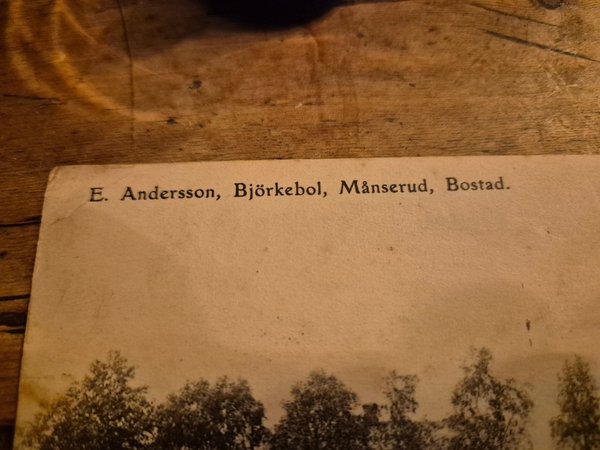 E. Andersson, Björkebol, Månserud, Bostad.